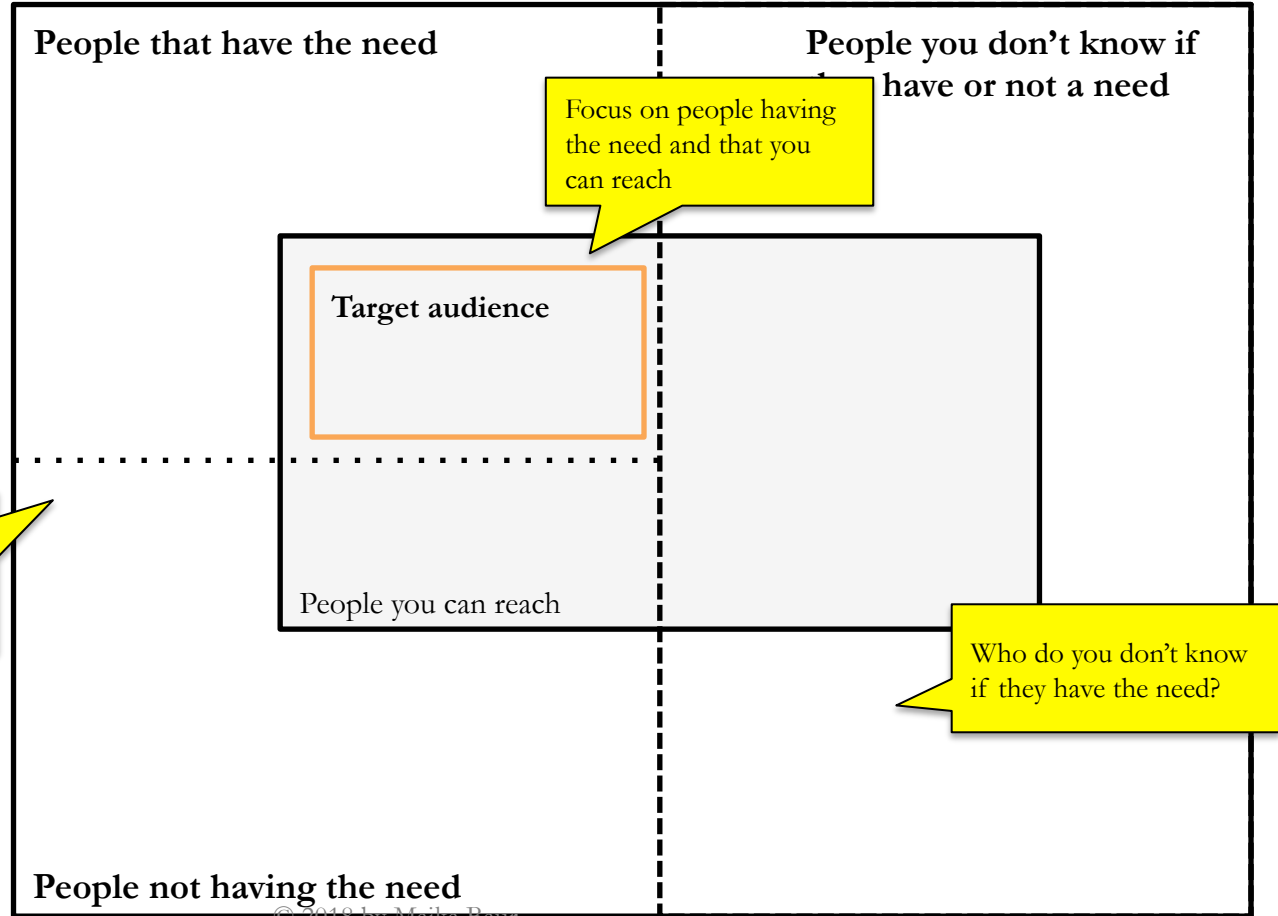 People that have the need
People you don't know if
have or not a need
Focus on people having
the need and that you
can reach
Target audience
People you can reach
Who do you don't know
if they have the need?
People not having the need
© 2018 by